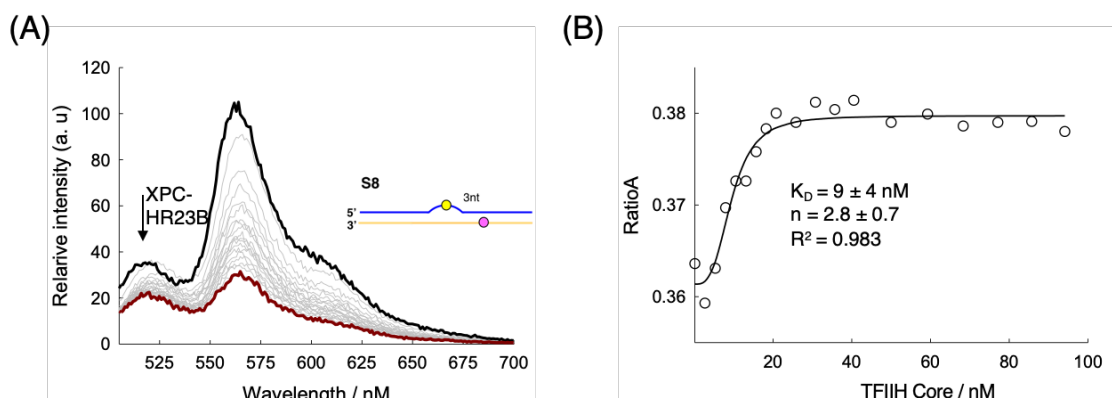 (A)
120
100
80
60
40
20
0
Relarive intensity (a. u)
XPC-
HR23B
S8
3nt
5'
3'
525 550 575 600 625 650 675 700
Wavelength / nM
(B)
0.38
0.37
0.36
RatioA
K_D = 9 ± 4 nM
n = 2.8 ± 0.7
R² = 0.983
20 40 60 80 100
TFIIH Core / nM